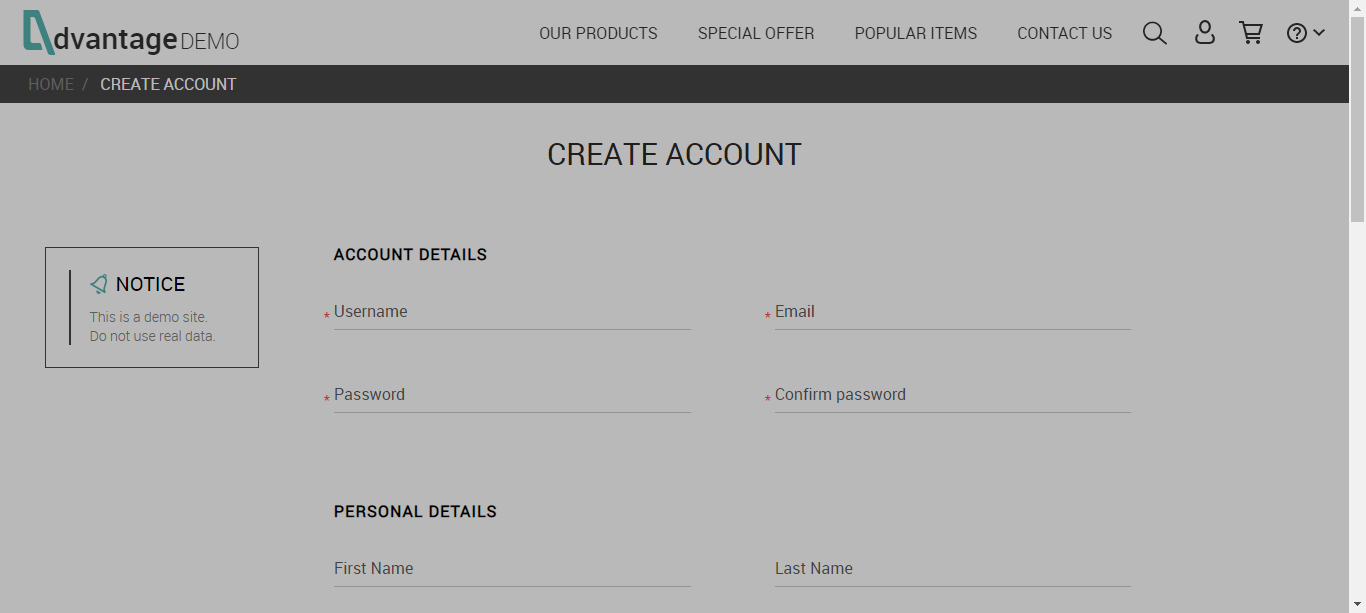 dvantage DEMO
OUR PRODUCTS SPECIAL OFFER POPULAR ITEMS CONTACT US
HOME / CREATE ACCOUNT
CREATE ACCOUNT
NOTICE
This is a demo site.
Do not use real data.
ACCOUNT DETAILS
* Username * Email
* Password * Confirm password
PERSONAL DETAILS
First Name Last Name